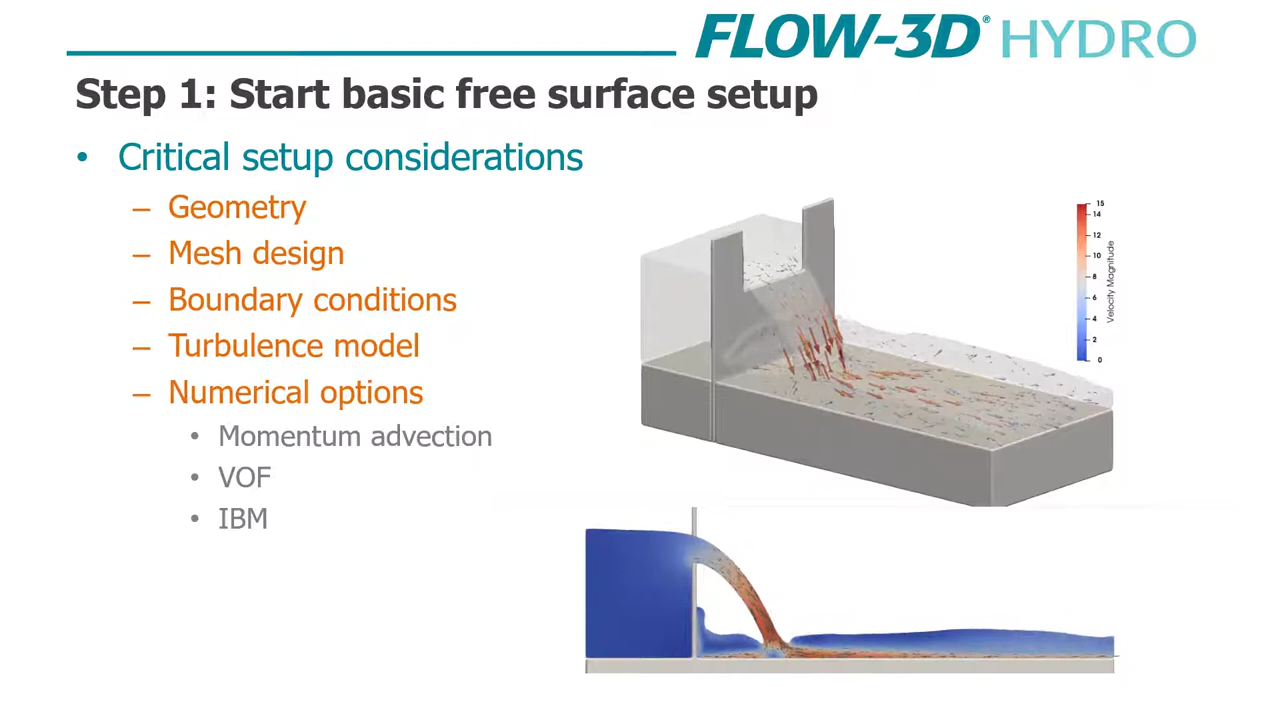 FLOW-3D® HYDRO
Step 1: Start basic free surface setup
• Critical setup considerations
– Geometry
– Mesh design
– Boundary conditions
– Turbulence model
– Numerical options
• Momentum advection
• VOF
• IBM
15
14
12
10
8
6
4
2
0
Velocity Magnitude